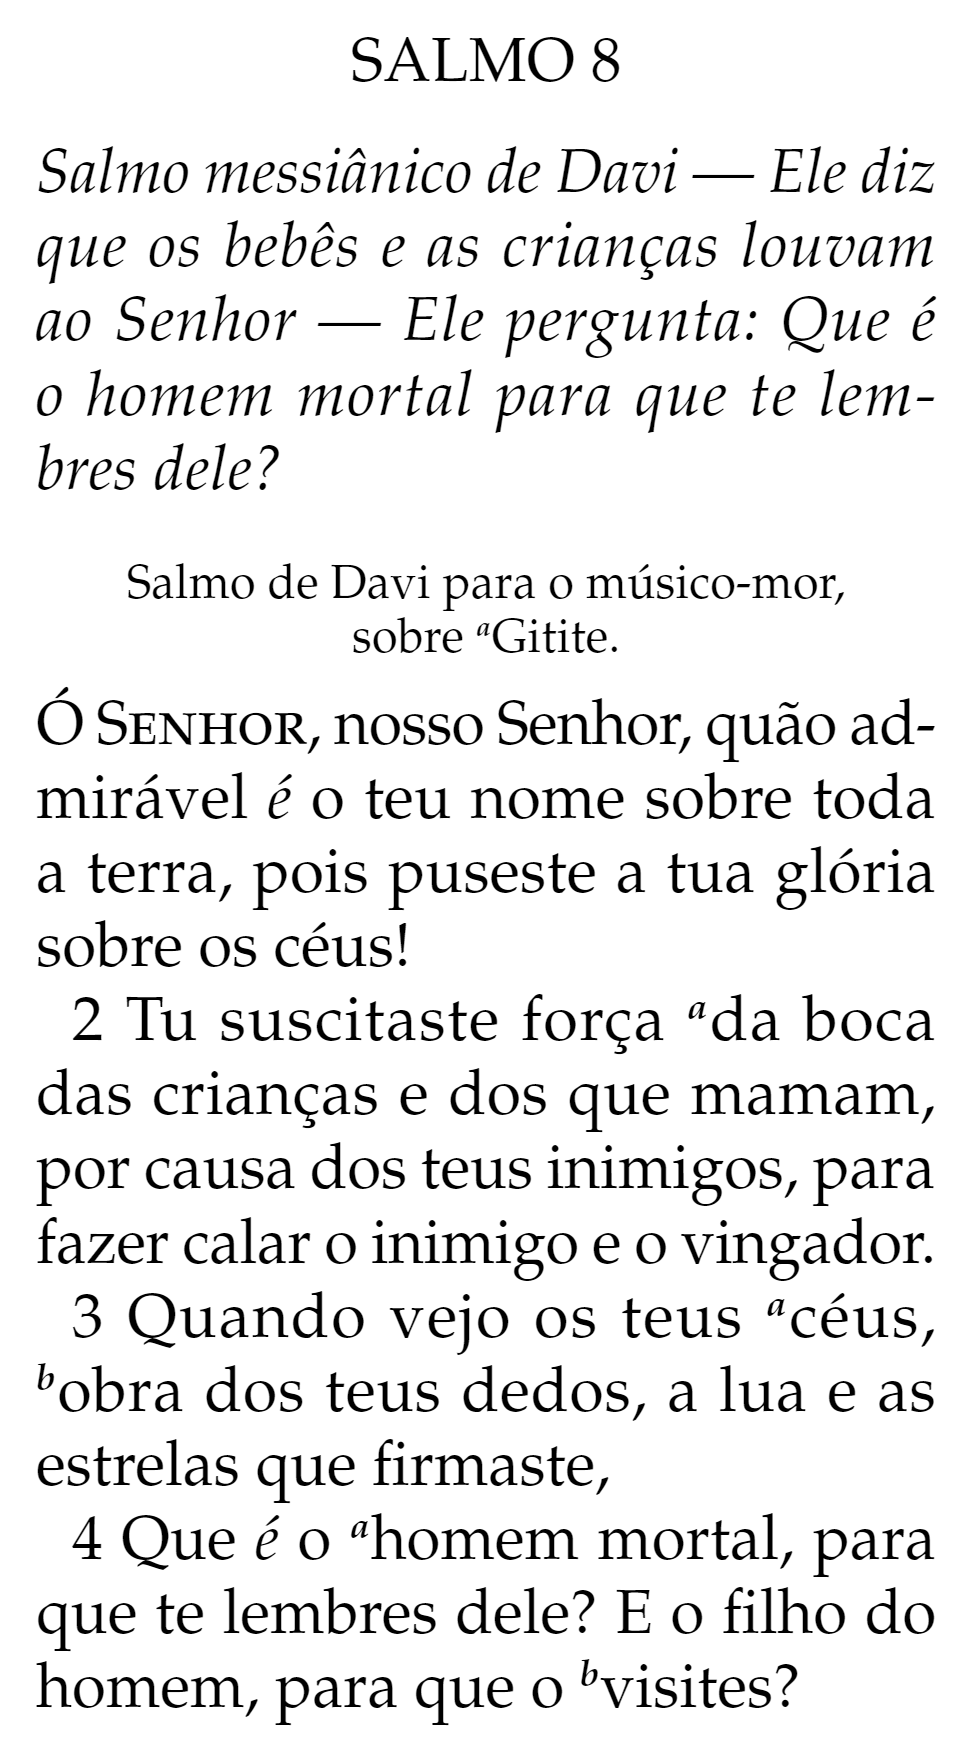 SALMO 8
Salmo messiânico de Davi — Ele diz
que os bebês e as crianças louvam
ao Senhor — Ele pergunta: Que é
o homem mortal para que te lem-
bres dele?
Salmo de Davi para o músico-mor,
sobre aGitite.
Ó Senhor, nosso Senhor, quão ad-
mirável é o teu nome sobre toda
a terra, pois puseste a tua glória
sobre os céus!
2 Tu suscitaste força ada boca
das crianças e dos que mamam,
por causa dos teus inimigos, para
fazer calar o inimigo e o vingador.
3 Quando vejo os teus acéus,
bobra dos teus dedos, a lua e as
estrelas que firmaste,
4 Que é o ahomem mortal, para
que te lembres dele? E o filho do
homem, para que o bvisites?